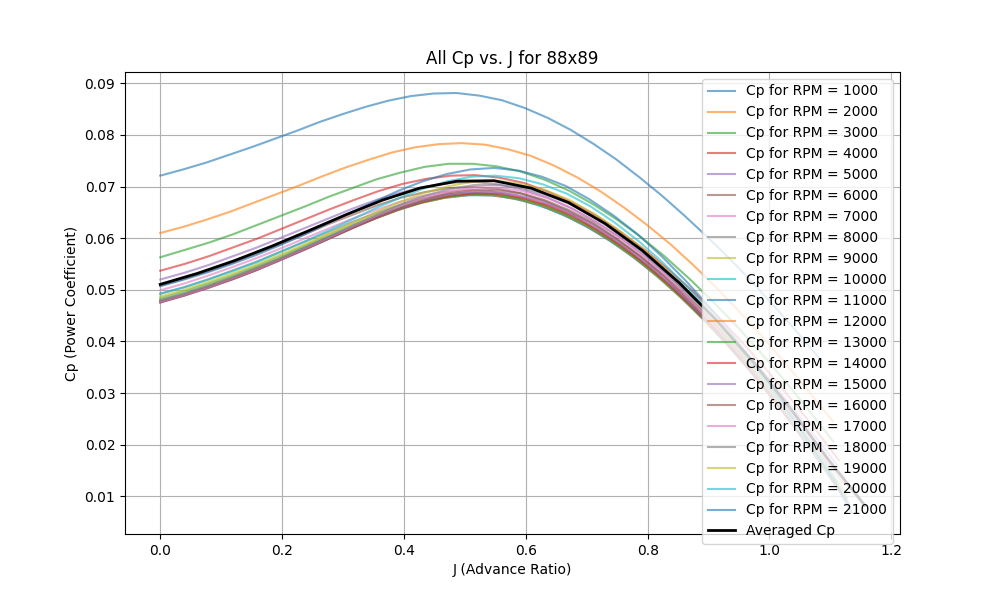 All Cp vs. J for 88x89
Cp (Power Coefficient)
0.09
0.08
0.07
0.06
0.05
0.04
0.03
0.02
0.01
Cp for RPM = 1000
Cp for RPM = 2000
Cp for RPM = 3000
Cp for RPM = 4000
Cp for RPM = 5000
Cp for RPM = 6000
Cp for RPM = 7000
Cp for RPM = 8000
Cp for RPM = 9000
Cp for RPM = 10000
Cp for RPM = 11000
Cp for RPM = 12000
Cp for RPM = 13000
Cp for RPM = 14000
Cp for RPM = 15000
Cp for RPM = 16000
Cp for RPM = 17000
Cp for RPM = 18000
Cp for RPM = 19000
Cp for RPM = 20000
Cp for RPM = 21000
Averaged Cp
0.0 0.2 0.4 0.6 0.8 1.0 1.2
J (Advance Ratio)